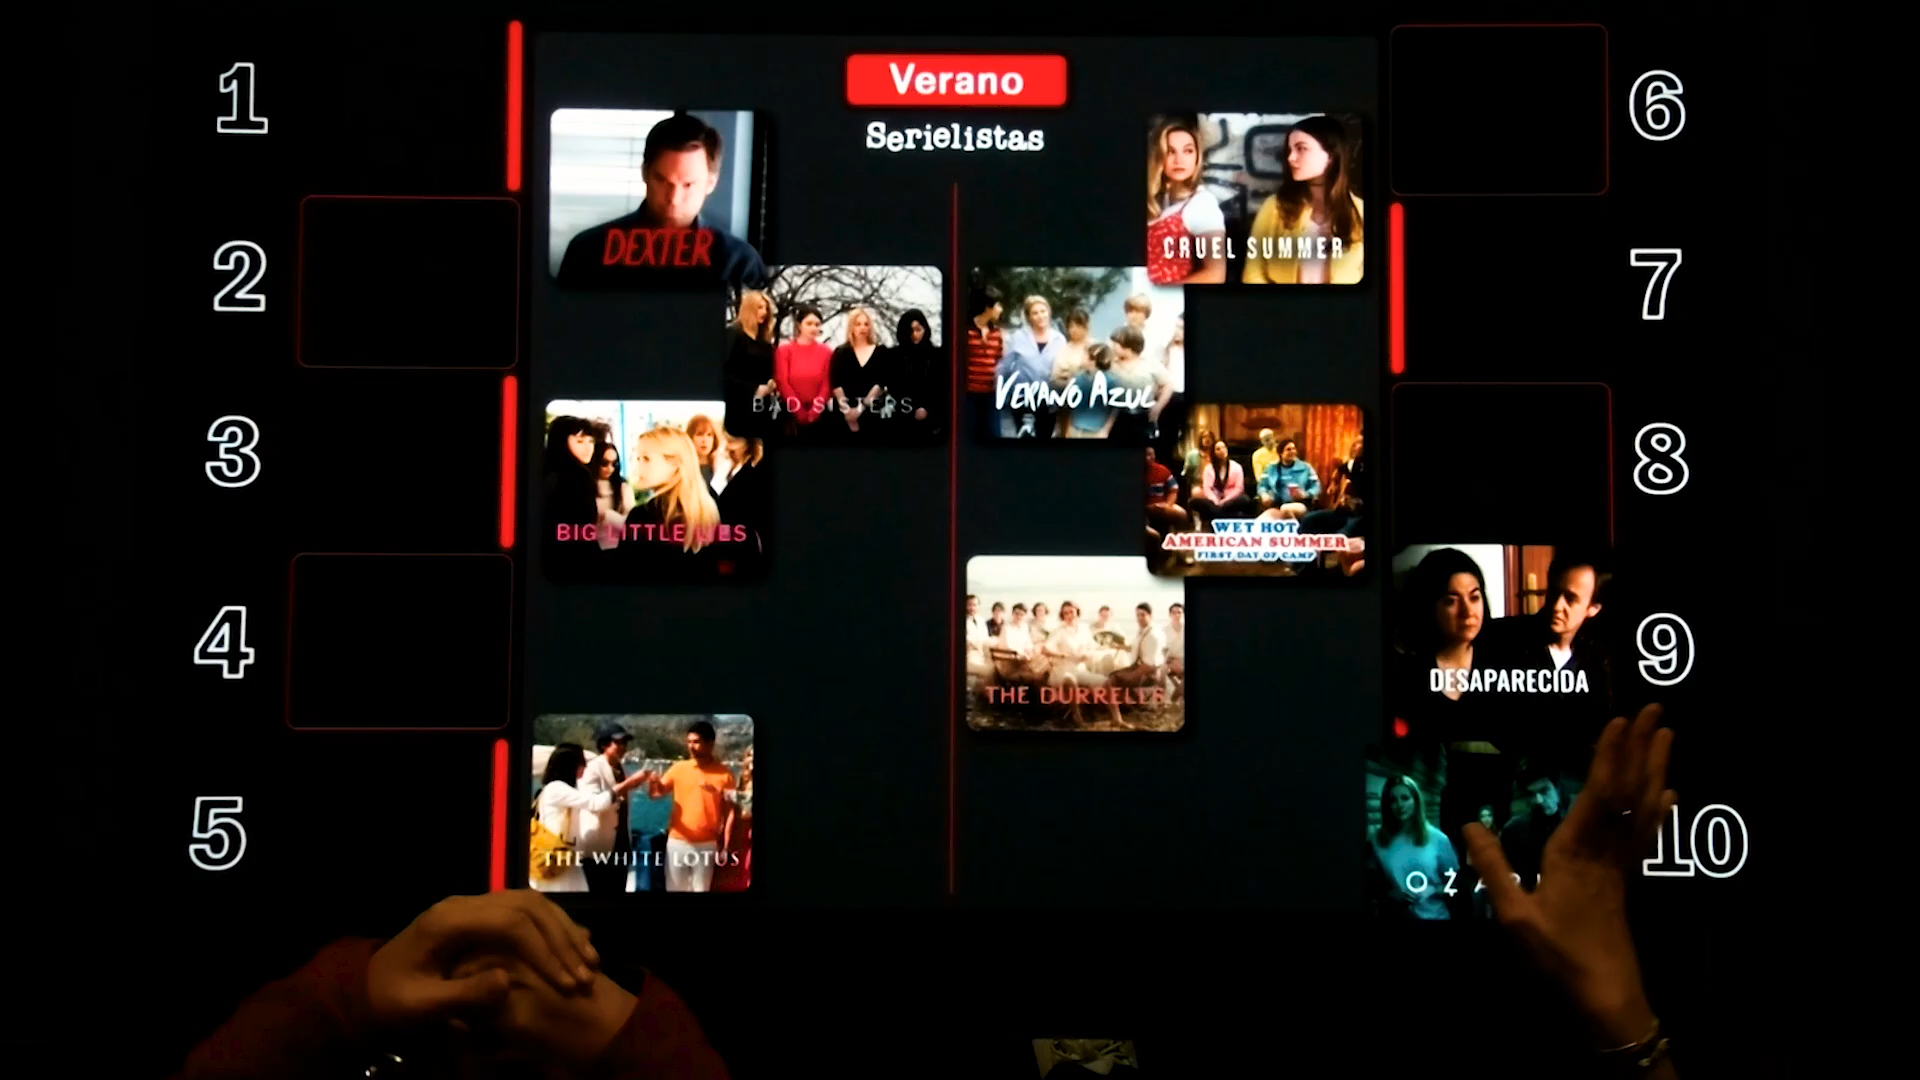 1
2
3
4
5
Verano
Serielistas
DEXTER
BAD SISTERS
BIG LITTLE LIES
THE WHITE LOTUS
CRUEL SUMMER
VERANO AZUL
WET HOT
AMERICAN SUMMER
FIRST DAY OF CAMP
THE DURRELLS
DESAPARECIDA
6
7
8
9
10